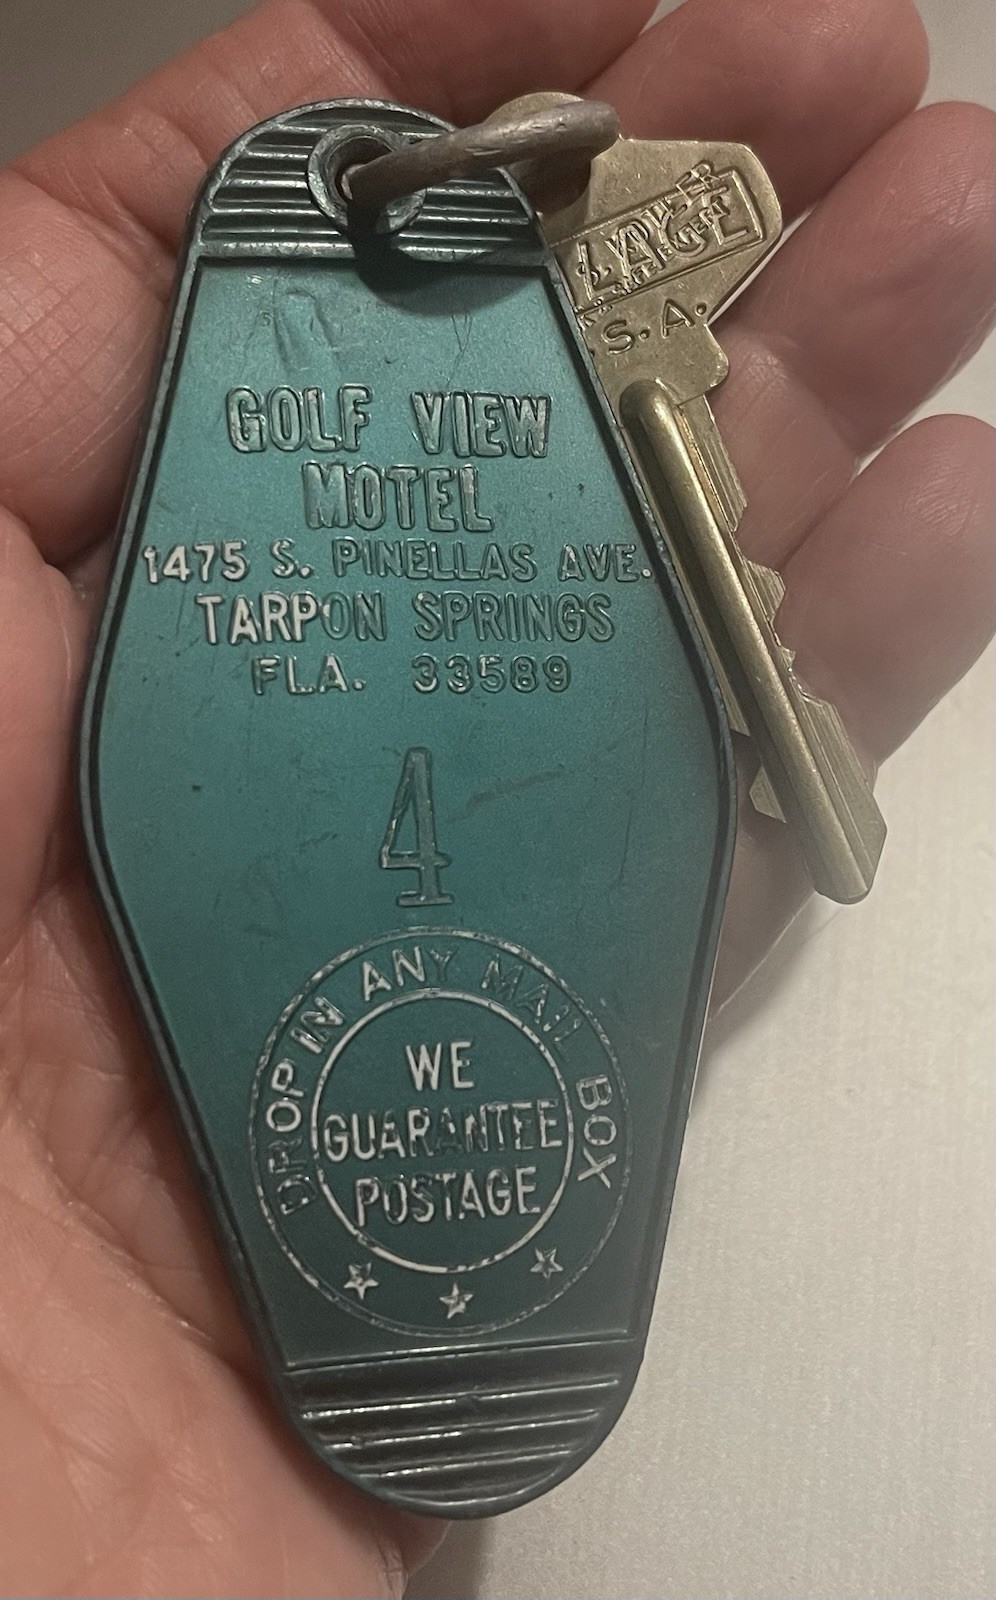 LAGE
.S.A.
GOLF VIEW
MOTEL
1475 S. PINELLAS AVE.
TARPON SPRINGS
FLA. 33589
4
DROP IN ANY MAIL BOX
WE
GUARANTEE
POSTAGE